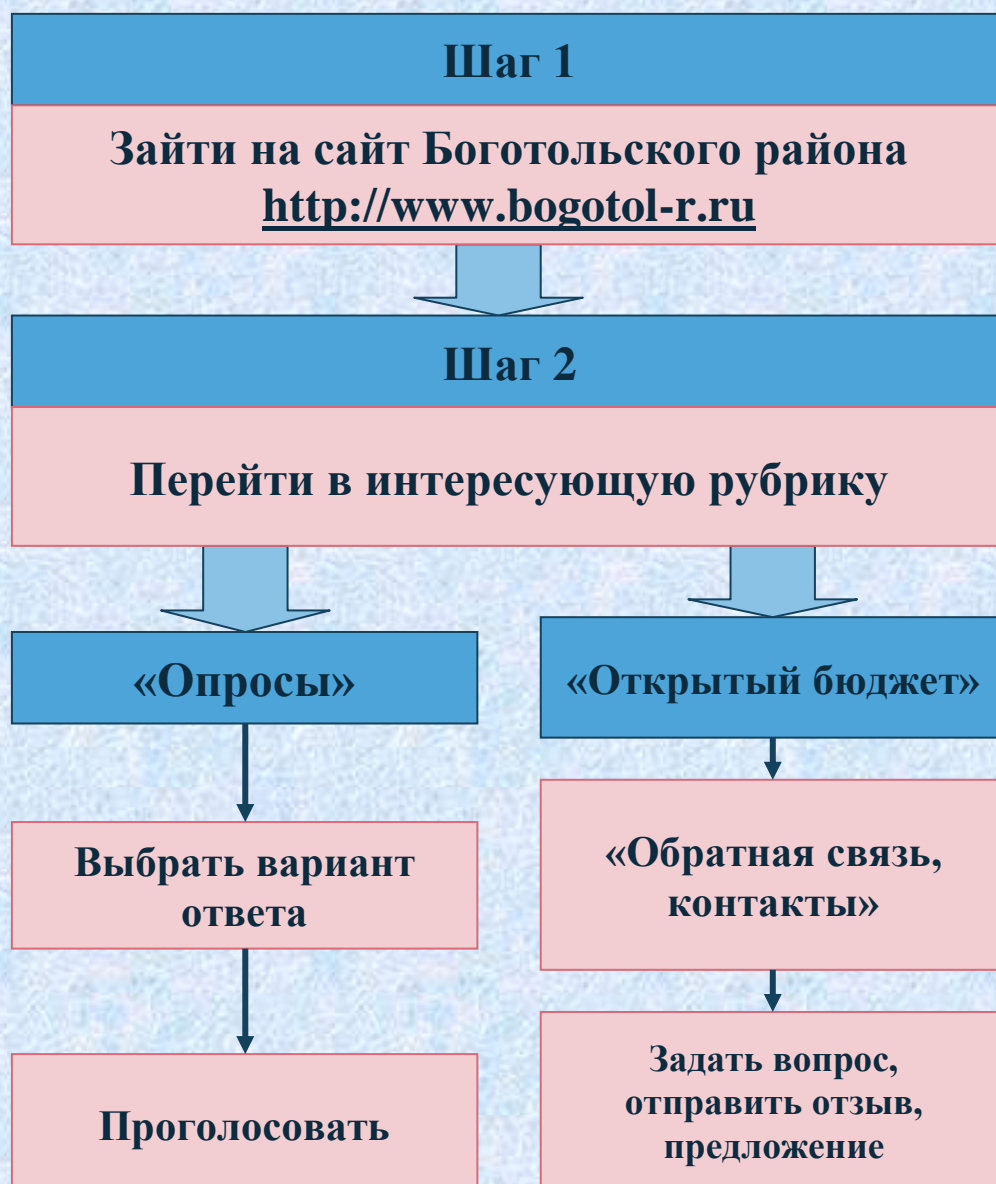 Шаг 1
Зайти на сайт Боготольского района
http://www.bogotol-r.ru
Шаг 2
Перейти в интересующую рубрику
«Опросы»
Выбрать вариант
ответа
Проголосовать
«Открытый бюджет»
«Обратная связь,
контакты»
Задать вопрос,
отправить отзыв,
предложение